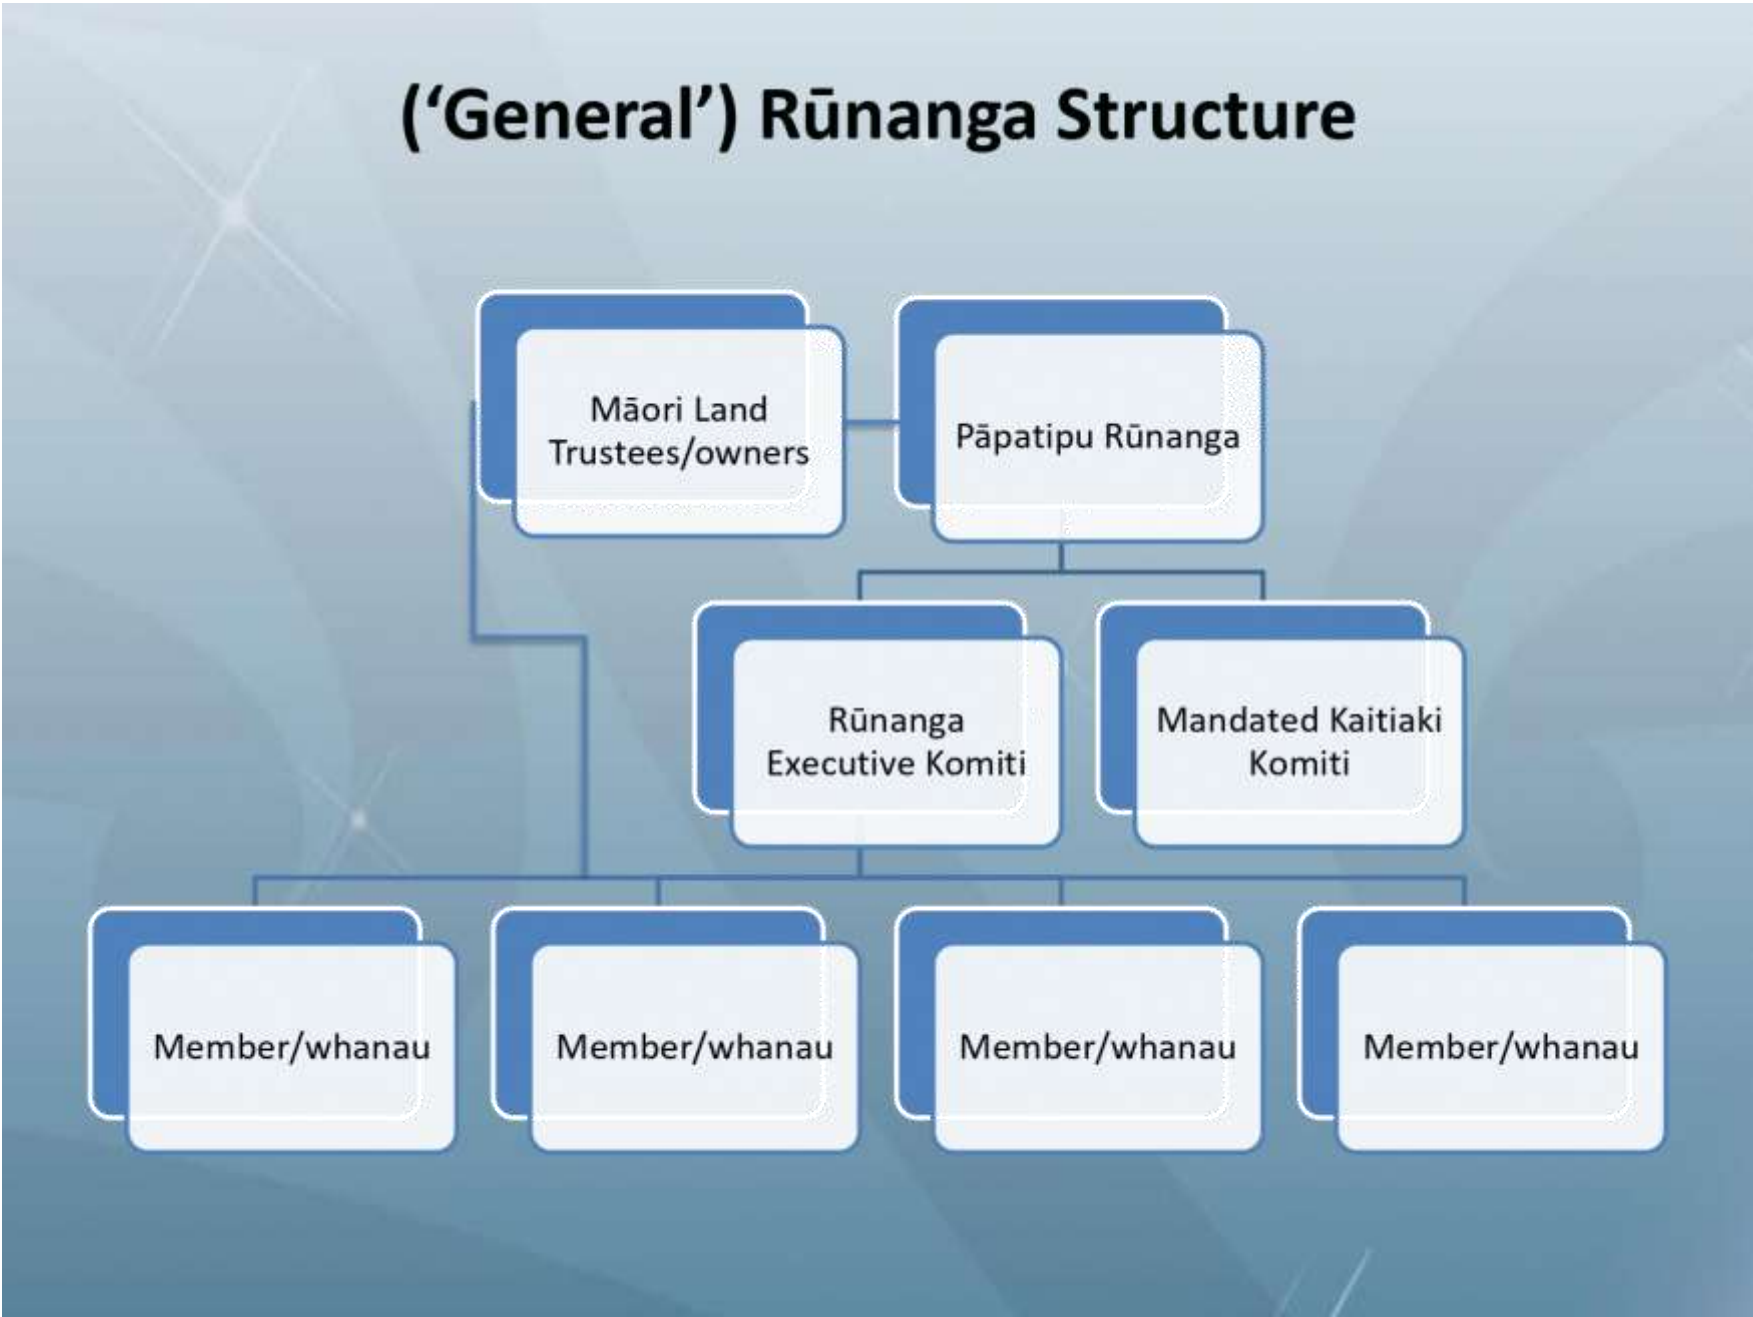 (‘General’) Rūnanga Structure
Māori Land
Trustees/owners
Pāpatipu Rūnanga
Rūnanga
Executive Komiti
Mandated Kaitiaki
Komiti
Member/whanau
Member/whanau
Member/whanau
Member/whanau